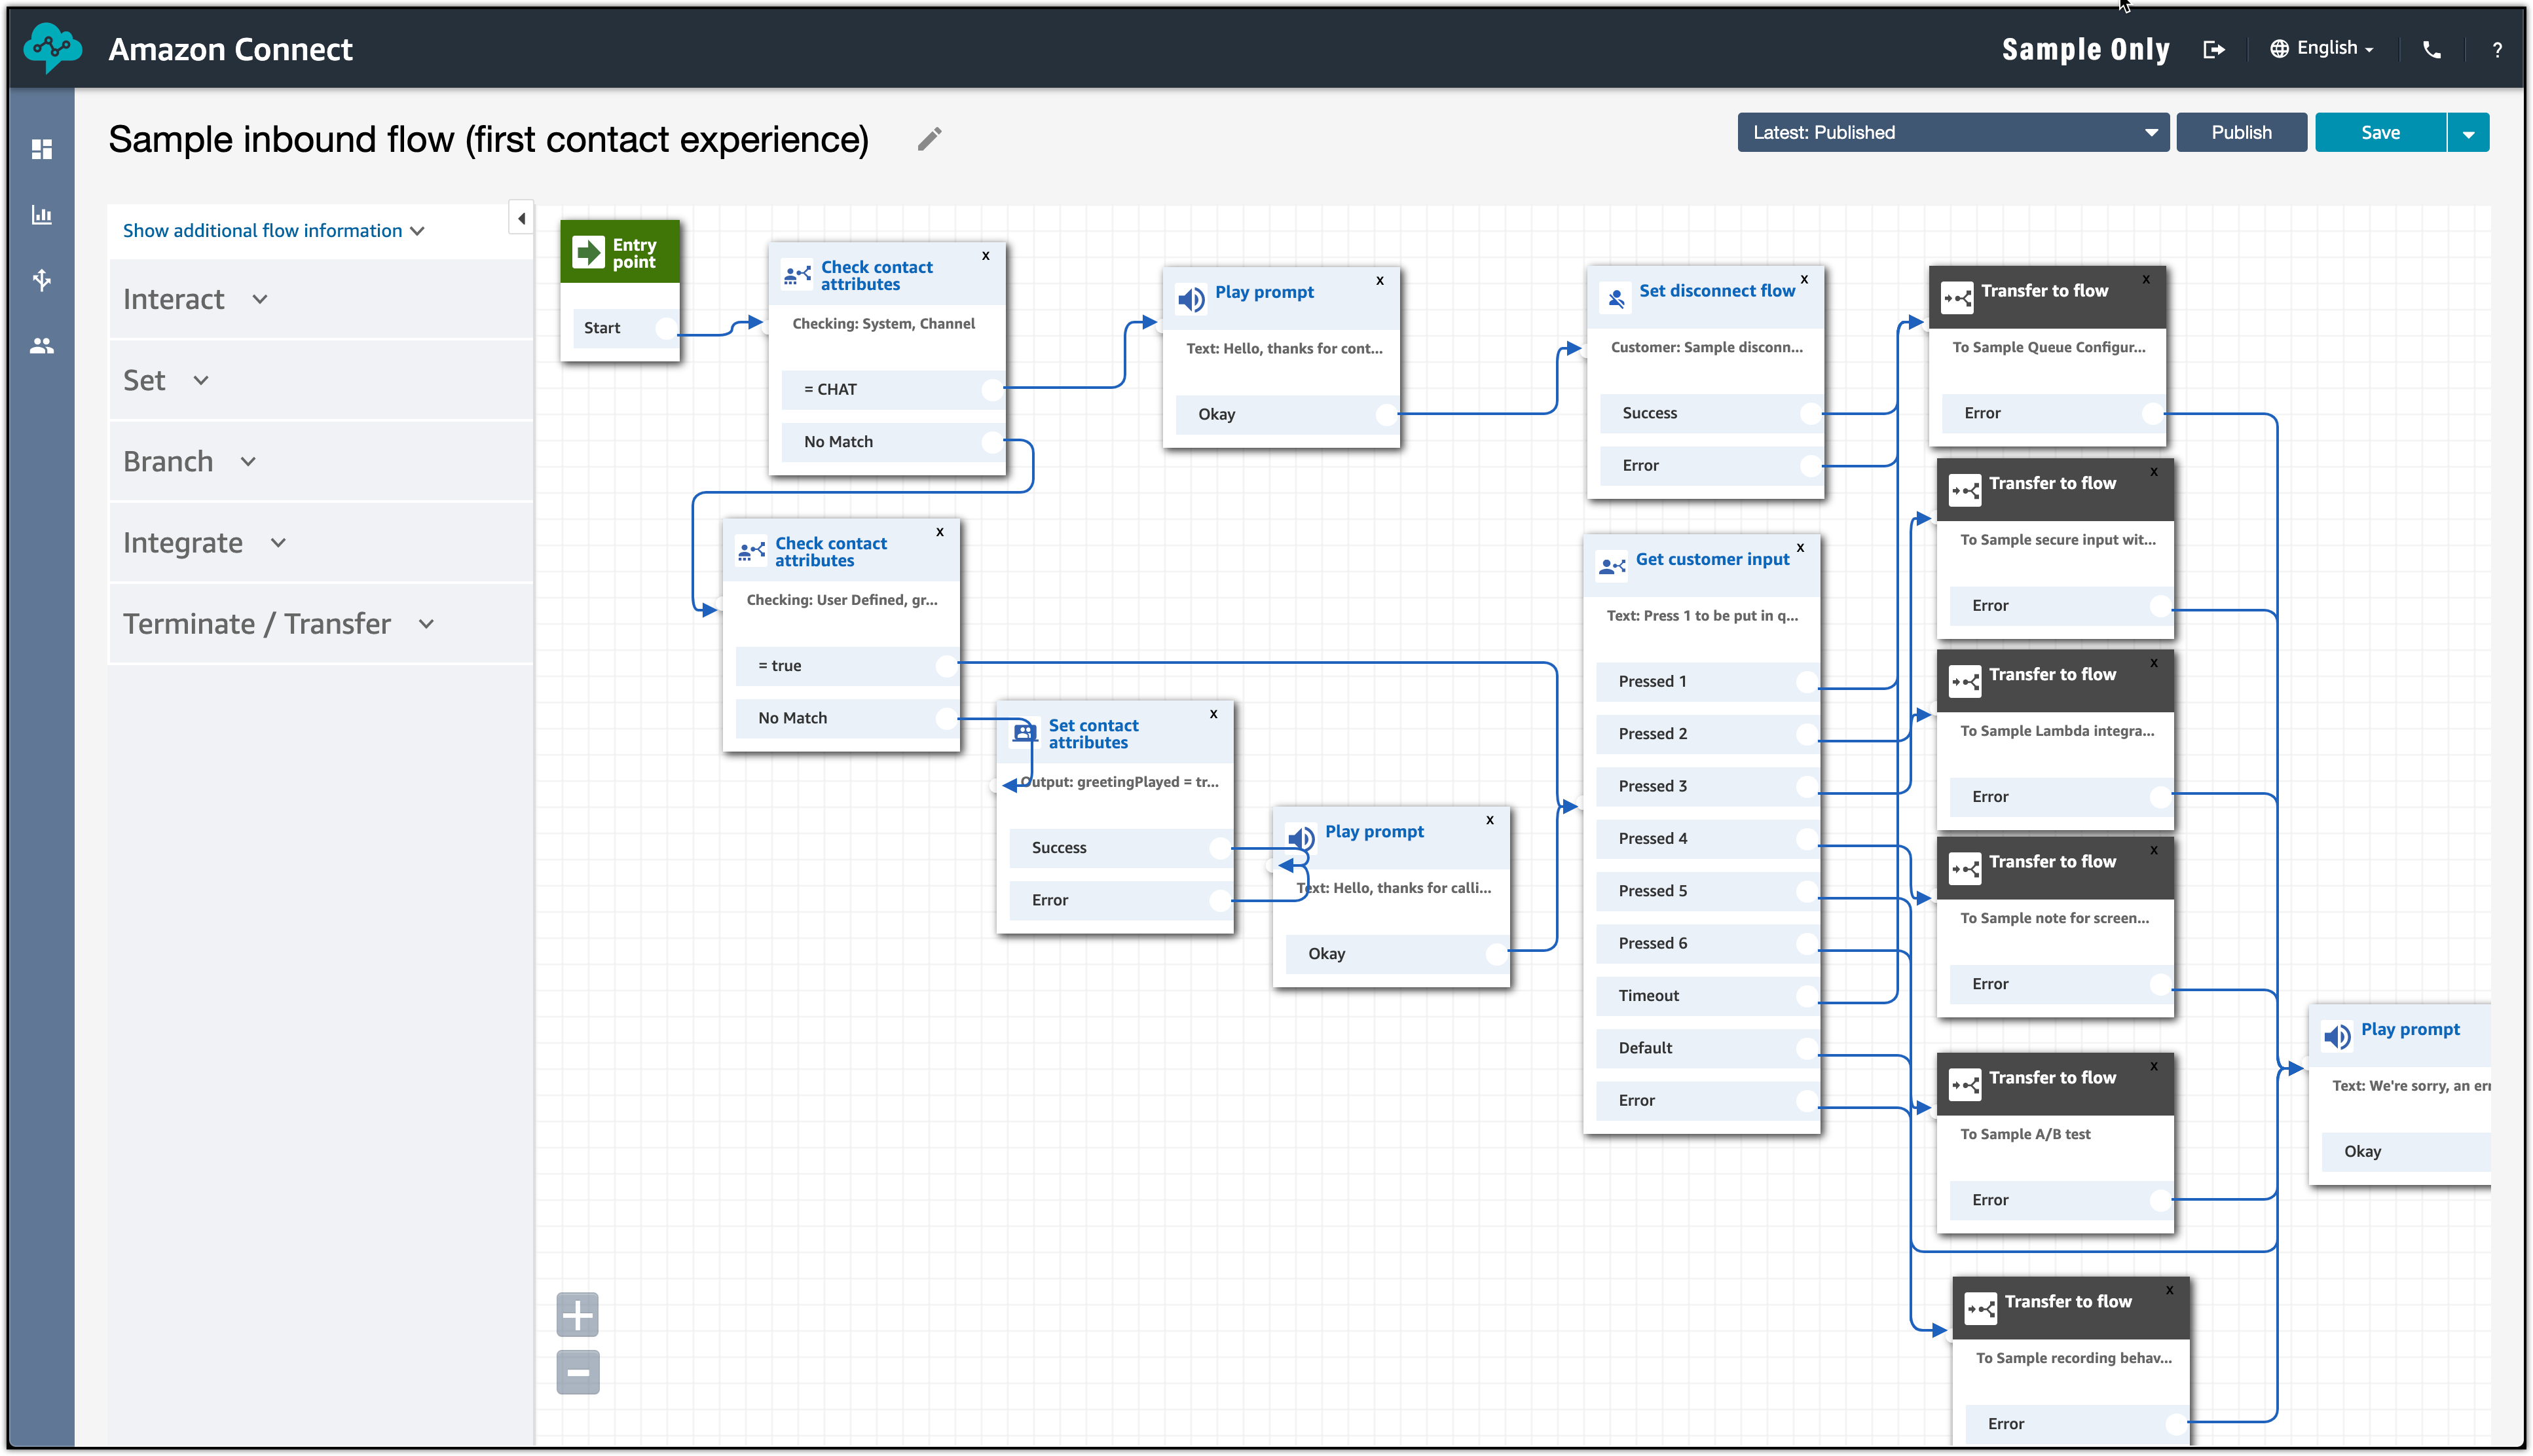 Amazon Connect
Sample Only
English
?
Sample inbound flow (first contact experience)
Latest: Published
Publish
Save
Show additional flow information
Interact
Set
Branch
Integrate
Terminate / Transfer
Entry
point
Start
Check contact
attributes
x
Checking: System, Channel
= CHAT
No Match
Play prompt
x
Text: Hello, thanks for cont...
Okay
Set disconnect flow
x
Customer: Sample disconn...
Success
Error
Transfer to flow
x
To Sample Queue Configur...
Error
Check contact
attributes
x
Checking: User Defined, gr...
= true
No Match
Set contact
attributes
x
Output: greetingPlayed = tr...
Success
Error
Play prompt
x
Text: Hello, thanks for calli...
Okay
Get customer input
x
Text: Press 1 to be put in q...
Pressed 1
Pressed 2
Pressed 3
Pressed 4
Pressed 5
Pressed 6
Timeout
Default
Error
Transfer to flow
x
To Sample secure input wit...
Error
Transfer to flow
x
To Sample Lambda integra...
Error
Transfer to flow
x
To Sample note for screen...
Error
Transfer to flow
x
To Sample A/B test
Error
Transfer to flow
x
To Sample recording behav...
Error
Play prompt
Text: We're sorry, an err
Okay